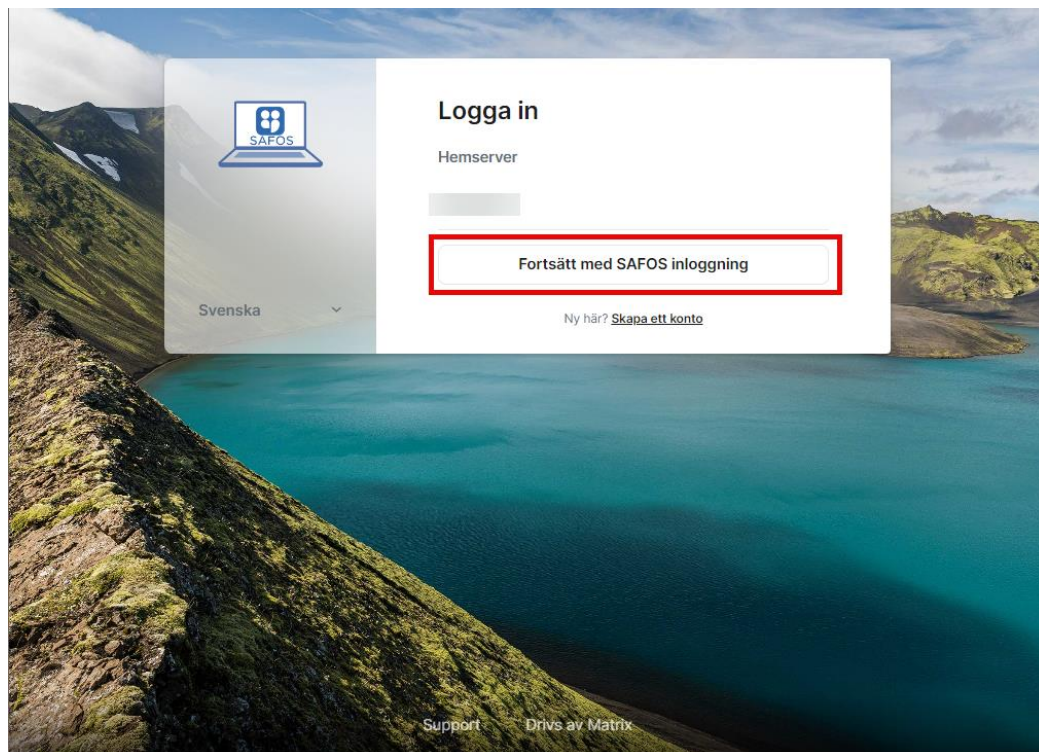 SAFOS
Logga in
Hemserver
Fortsätt med SAFOS inloggning
Svenska
Ny här? Skapa ett konto
Support Drivs av Matrix